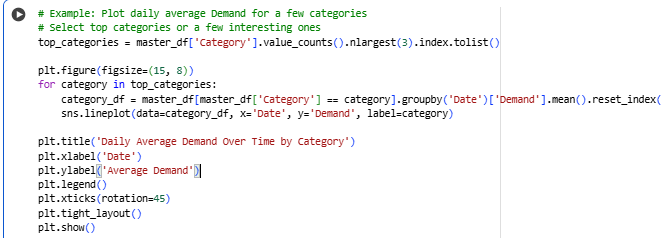 # Example: Plot daily average Demand for a few categories
# Select top categories or a few interesting ones
top_categories = master_df['Category'].value_counts().nlargest(3).index.tolist()

plt.figure(figsize=(15, 8))
for category in top_categories:
    category_df = master_df[master_df['Category'] == category].groupby('Date')['Demand'].mean().reset_index(
    sns.lineplot(data=category_df, x='Date', y='Demand', label=category)

plt.title('Daily Average Demand Over Time by Category')
plt.xlabel('Date')
plt.ylabel('Average Demand')
plt.legend()
plt.xticks(rotation=45)
plt.tight_layout()
plt.show()